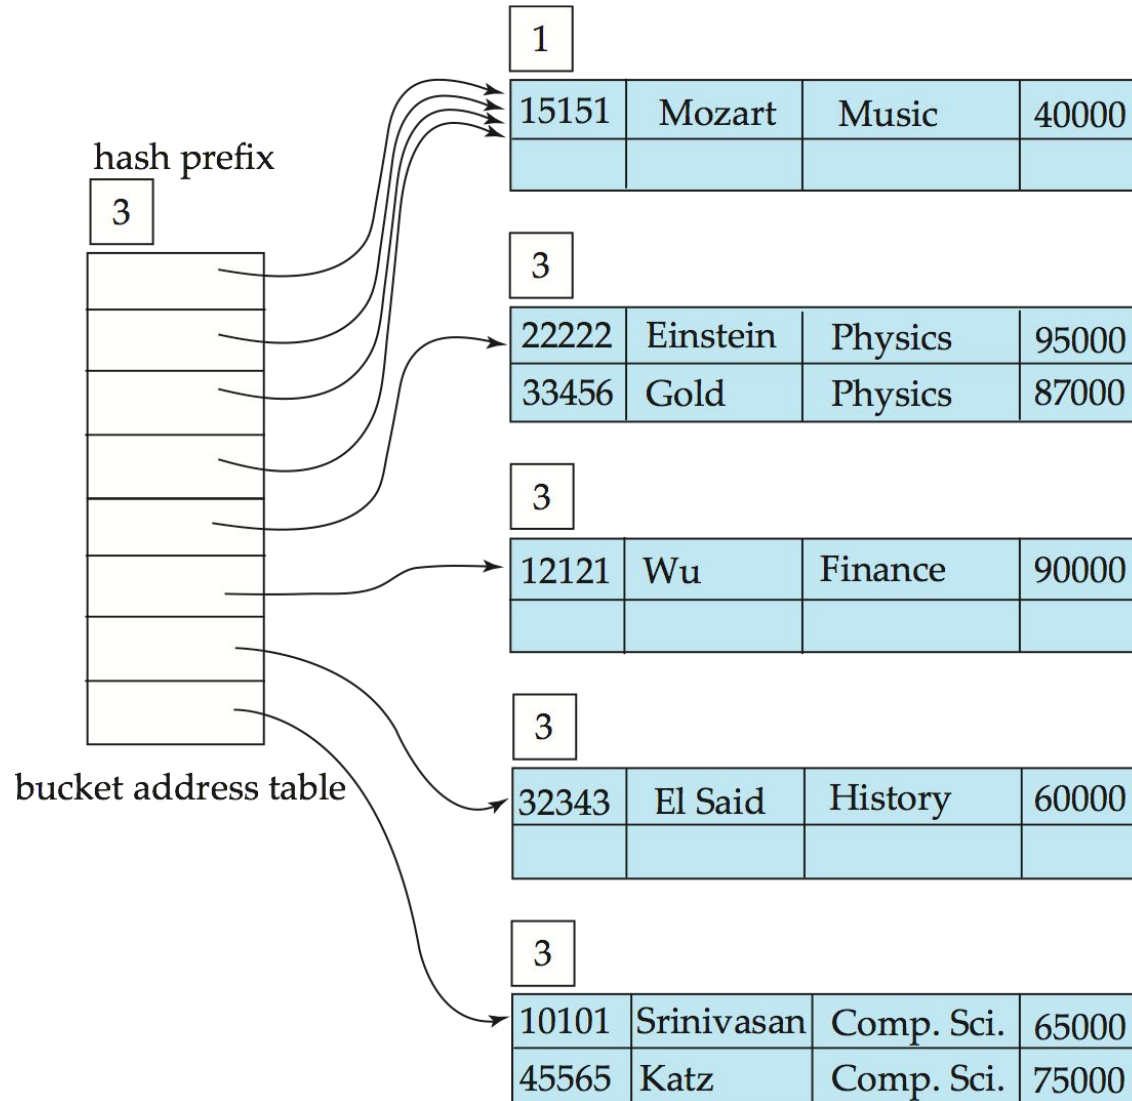 hash prefix
3
bucket address table
1
15151 Mozart Music 40000
3
22222 Einstein Physics 95000
33456 Gold Physics 87000
3
12121 Wu Finance 90000
3
32343 El Said History 60000
3
10101 Srinivasan Comp. Sci. 65000
45565 Katz Comp. Sci. 75000